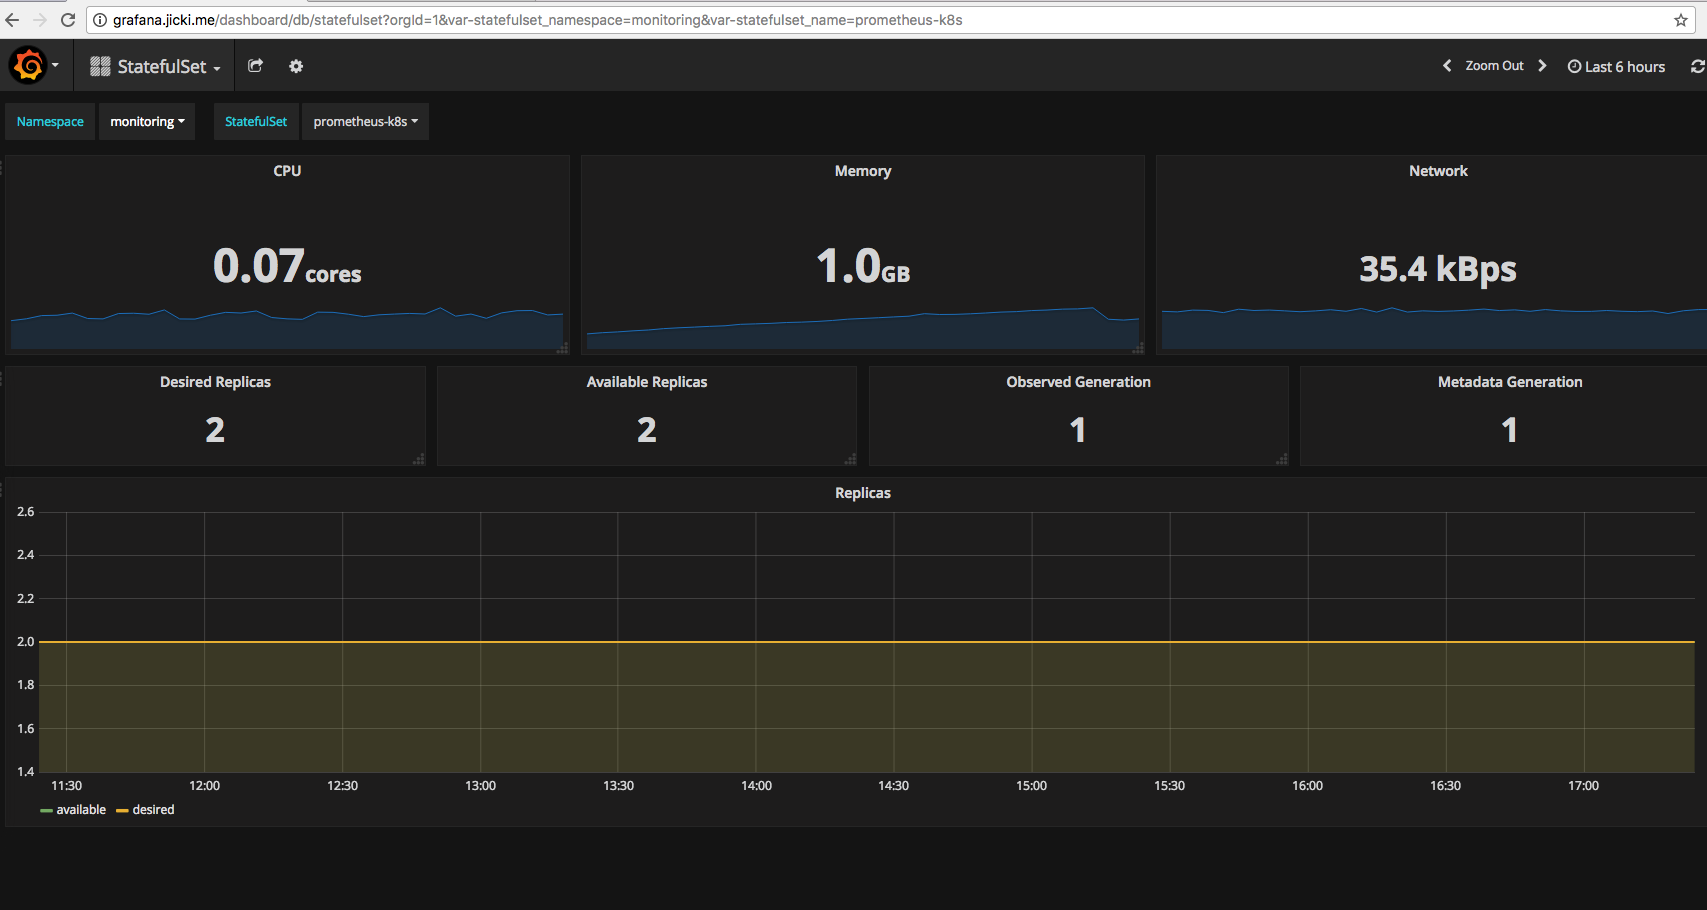 grafana.jicki.me/dashboard/db/statefulset?orgId=1&var-statefulset_namespace=monitoring&var-statefulset_name=prometheus-k8s
StatefulSet
Zoom Out
Last 6 hours
Namespace
monitoring
StatefulSet
prometheus-k8s
CPU
0.07cores
Memory
1.0GB
Network
35.4 kBps
Desired Replicas
2
Available Replicas
2
Observed Generation
1
Metadata Generation
1
Replicas
2.6
2.4
2.2
2.0
1.8
1.6
1.4
11:30 12:00 12:30 13:00 13:30 14:00 14:30 15:00 15:30 16:00 16:30 17:00
available desired